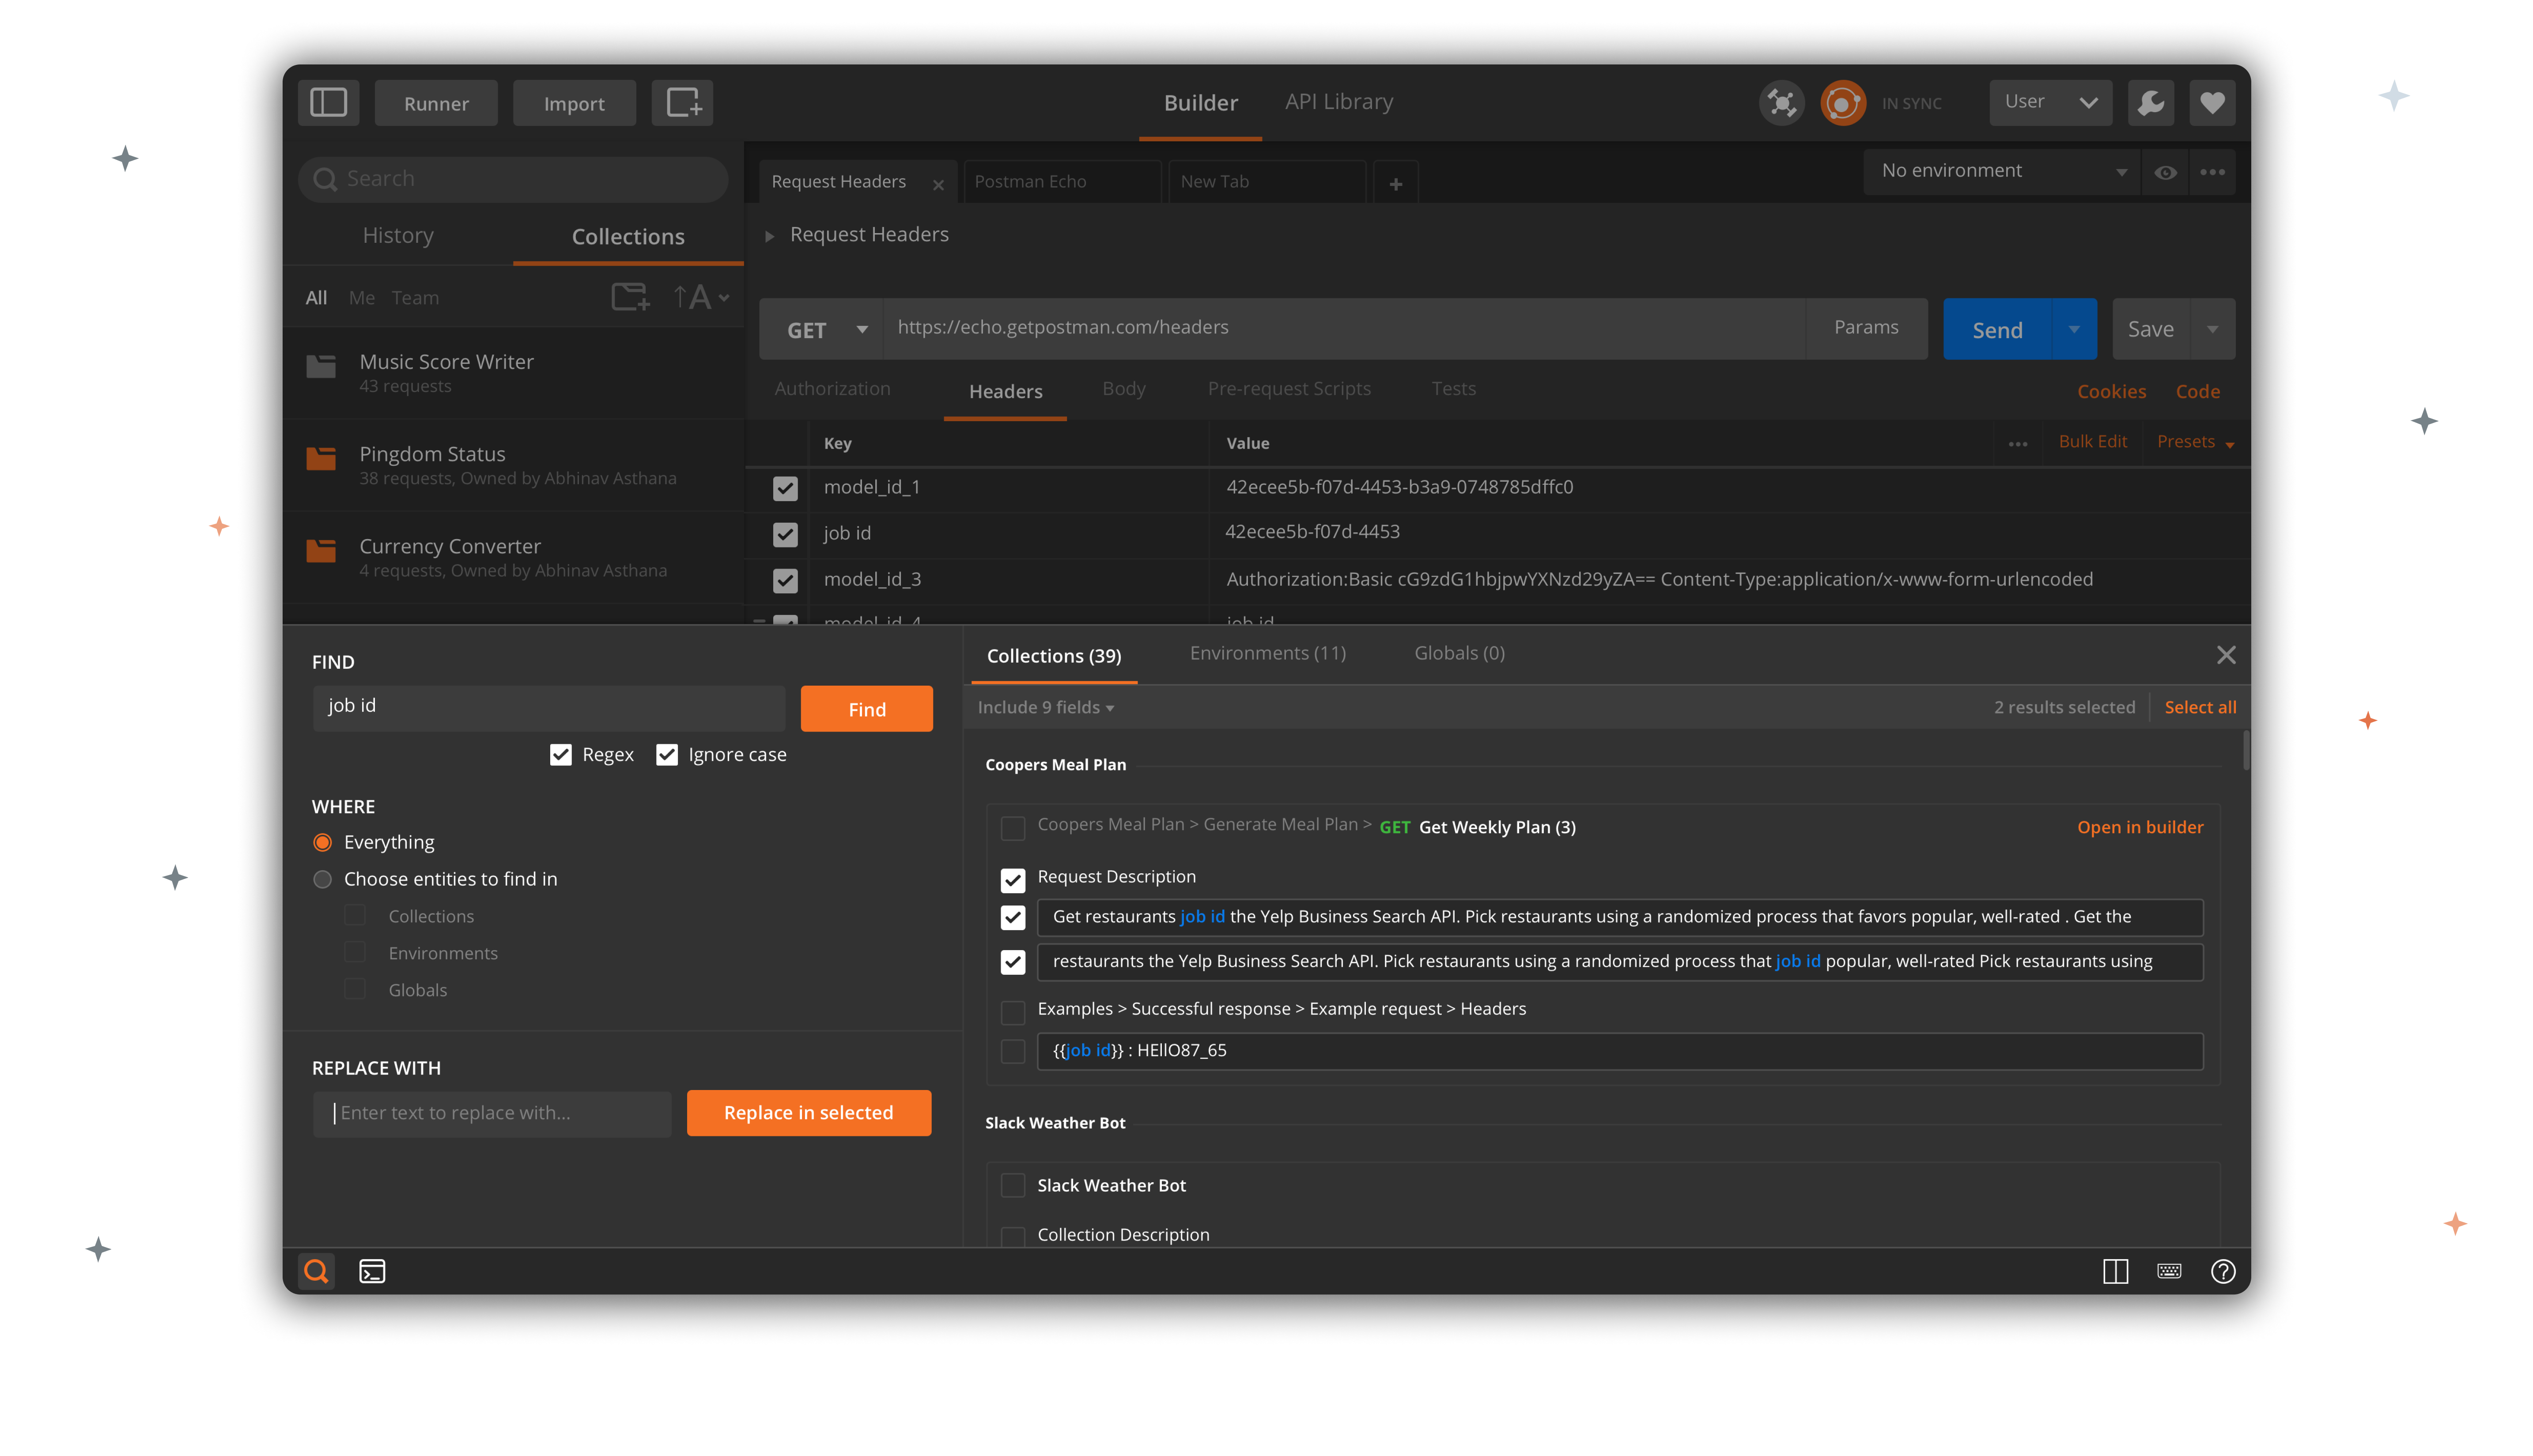 Runner Import Builder API Library IN SYNC User
Search
Request Headers Postman Echo New Tab No environment
History Collections
Request Headers
All Me Team
Music Score Writer
43 requests
Pingdom Status
38 requests, Owned by Abhinav Asthana
Currency Converter
4 requests, Owned by Abhinav Asthana
GET https://echo.getpostman.com/headers Params Send Save
Authorization Headers Body Pre-request Scripts Tests Cookies Code
Key Value Bulk Edit Presets
model_id_1 42ecee5b-f07d-4453-b3a9-0748785dffc0
job id 42ecee5b-f07d-4453
model_id_3 Authorization:Basic cG9zdG1hbjpwYXNzd29yZA== Content-Type:application/x-www-form-urlencoded
model_id_4 job id
FIND
job id Find
Regex Ignore case
WHERE
Everything
Choose entities to find in
Collections
Environments
Globals
REPLACE WITH
Enter text to replace with... Replace in selected
Collections (39) Environments (11) Globals (0)
Include 9 fields 2 results selected Select all
Coopers Meal Plan
Coopers Meal Plan > Generate Meal Plan > GET Get Weekly Plan (3) Open in builder
Request Description
Get restaurants job id the Yelp Business Search API. Pick restaurants using a randomized process that favors popular, well-rated . Get the
restaurants the Yelp Business Search API. Pick restaurants using a randomized process that job id popular, well-rated Pick restaurants using
Examples > Successful response > Example request > Headers
{{job id}} : HEllO87_65
Slack Weather Bot
Slack Weather Bot
Collection Description